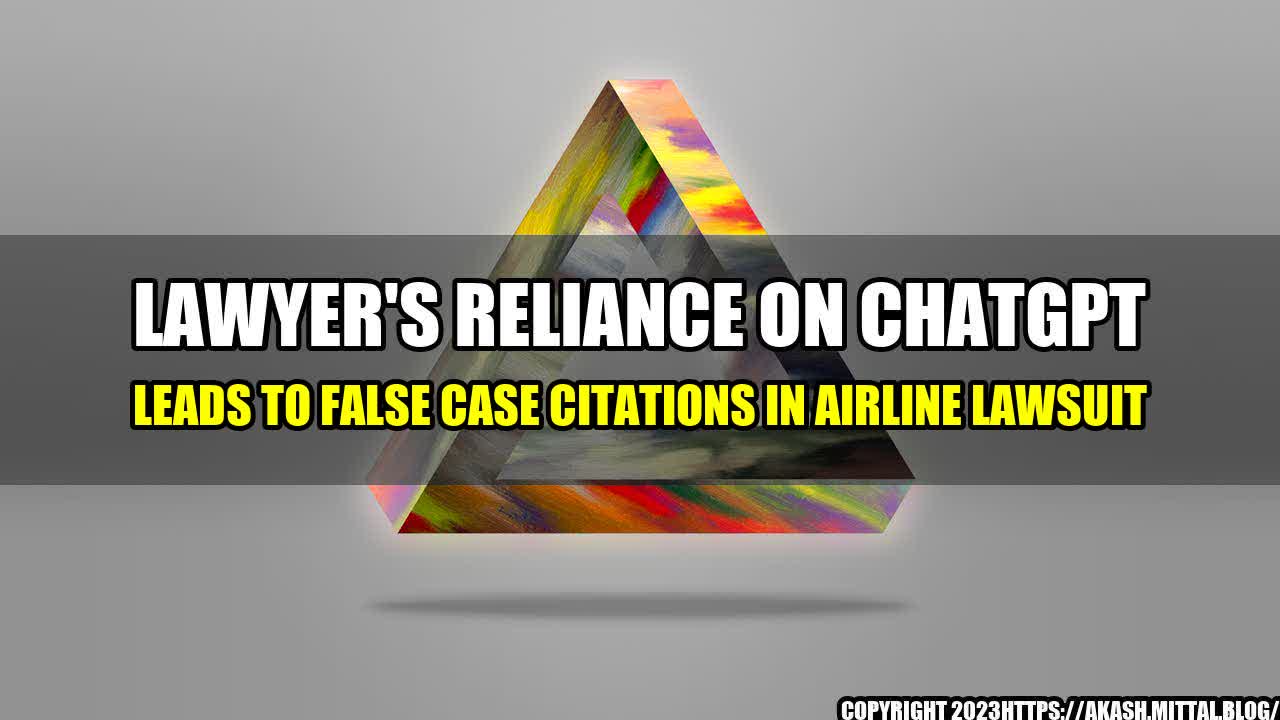 LAWYER'S RELIANCE ON CHATGPT
LEADS TO FALSE CASE CITATIONS IN AIRLINE LAWSUIT
COPYRIGHT 2023HTTPS://AKASH.MITTAL.BLOG/